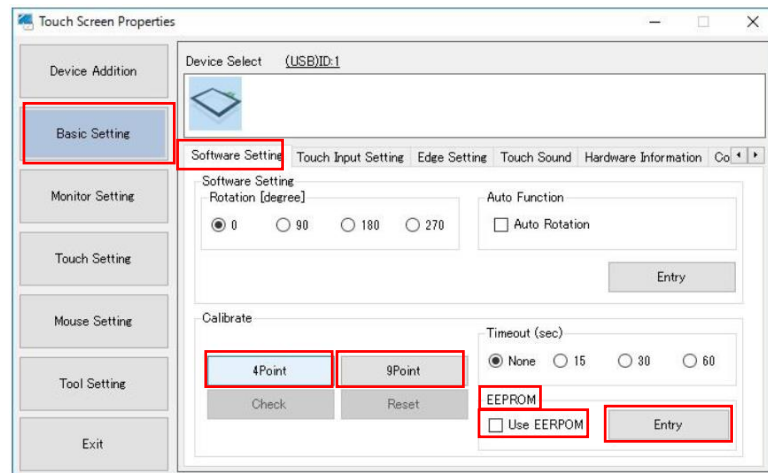 Touch Screen Properties
Device Addition
Basic Setting
Monitor Setting
Touch Setting
Mouse Setting
Tool Setting
Exit
Device Select (USB)ID:1
Software Setting Touch Input Setting Edge Setting Touch Sound Hardware Information Co
Software Setting
Rotation [degree]
0 90 180 270
Auto Function
Auto Rotation
Entry
Calibrate
4Point 9Point
Check Reset
Timeout (sec)
None 15 30 60
EEPROM
Use EERPOM Entry